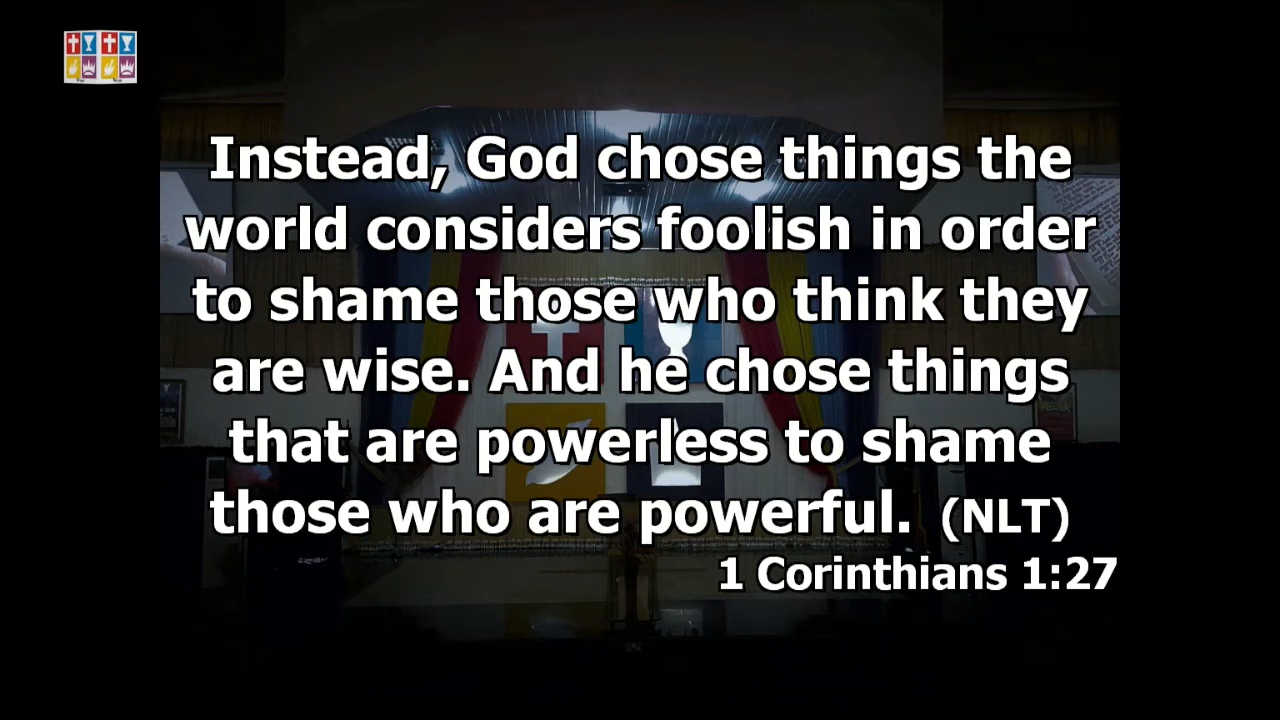 Instead, God chose things the
world considers foolish in order
to shame those who think they
are wise. And he chose things
that are powerless to shame
those who are powerful. (NLT)
1 Corinthians 1:27